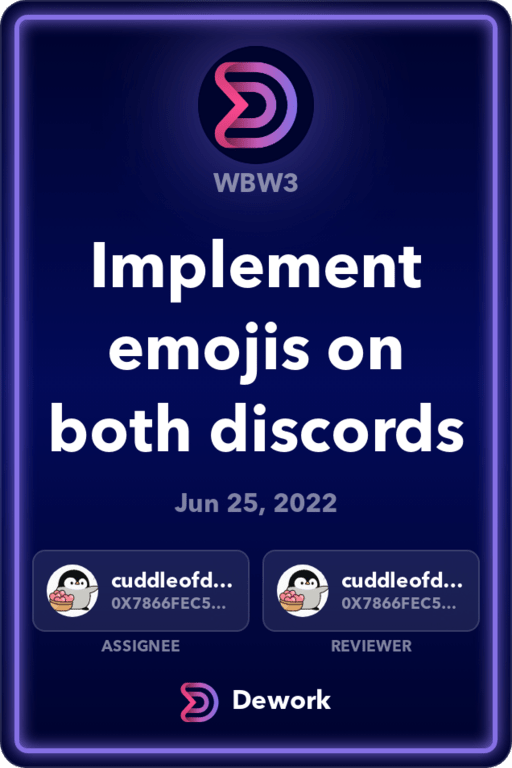 WBW3
Implement
emojis on
both discords
Jun 25, 2022
cuddleofd... cuddleofd...
0X7866FEC5... 0X7866FEC5...
ASSIGNEE REVIEWER
Dework